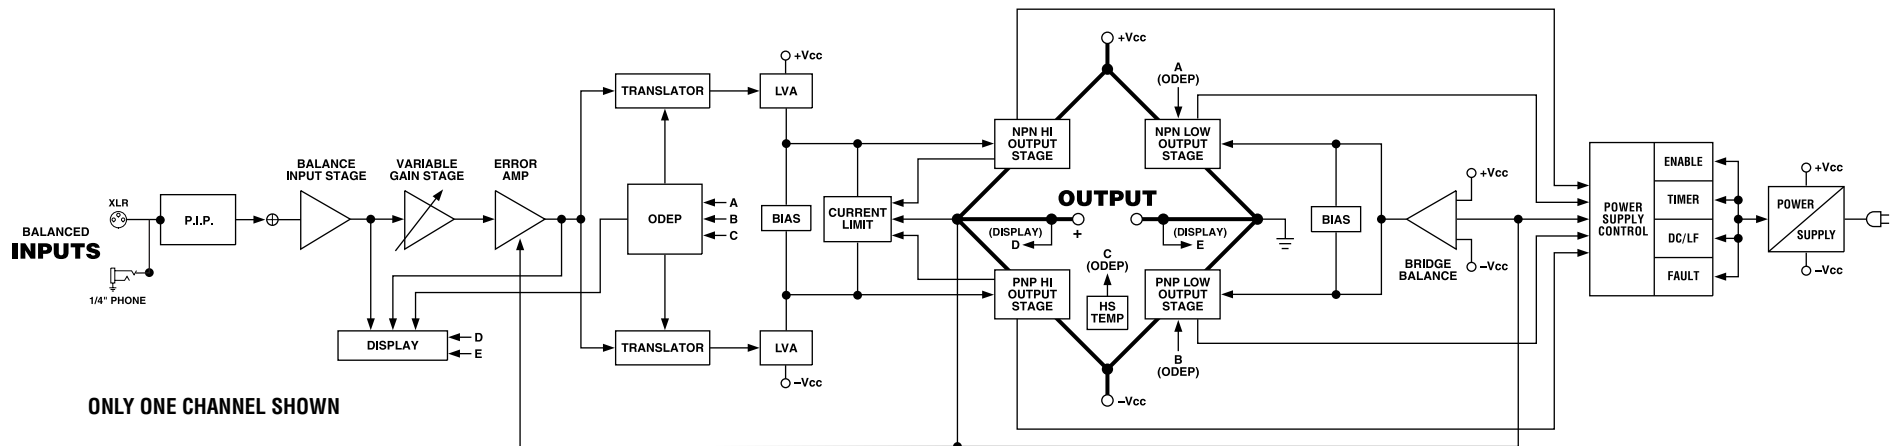 BALANCED
INPUTS
XLR
1/4" PHONE
P.I.P.
BALANCE
INPUT STAGE
VARIABLE
GAIN STAGE
ERROR
AMP
DISPLAY
D
E
TRANSLATOR
ODEP
A
B
C
TRANSLATOR
+Vcc
LVA
BIAS
LVA
–Vcc
CURRENT
LIMIT
+Vcc
NPN HI
OUTPUT
STAGE
A
(ODEP)
NPN LOW
OUTPUT
STAGE
OUTPUT
(DISPLAY)
D
+
(DISPLAY)
E
C
(ODEP)
HS
TEMP
PNP HI
OUTPUT
STAGE
PNP LOW
OUTPUT
STAGE
B
(ODEP)
–Vcc
BIAS
+Vcc
–Vcc
BRIDGE
BALANCE
POWER
SUPPLY
CONTROL
ENABLE
TIMER
DC/LF
FAULT
+Vcc
POWER
SUPPLY
–Vcc
ONLY ONE CHANNEL SHOWN